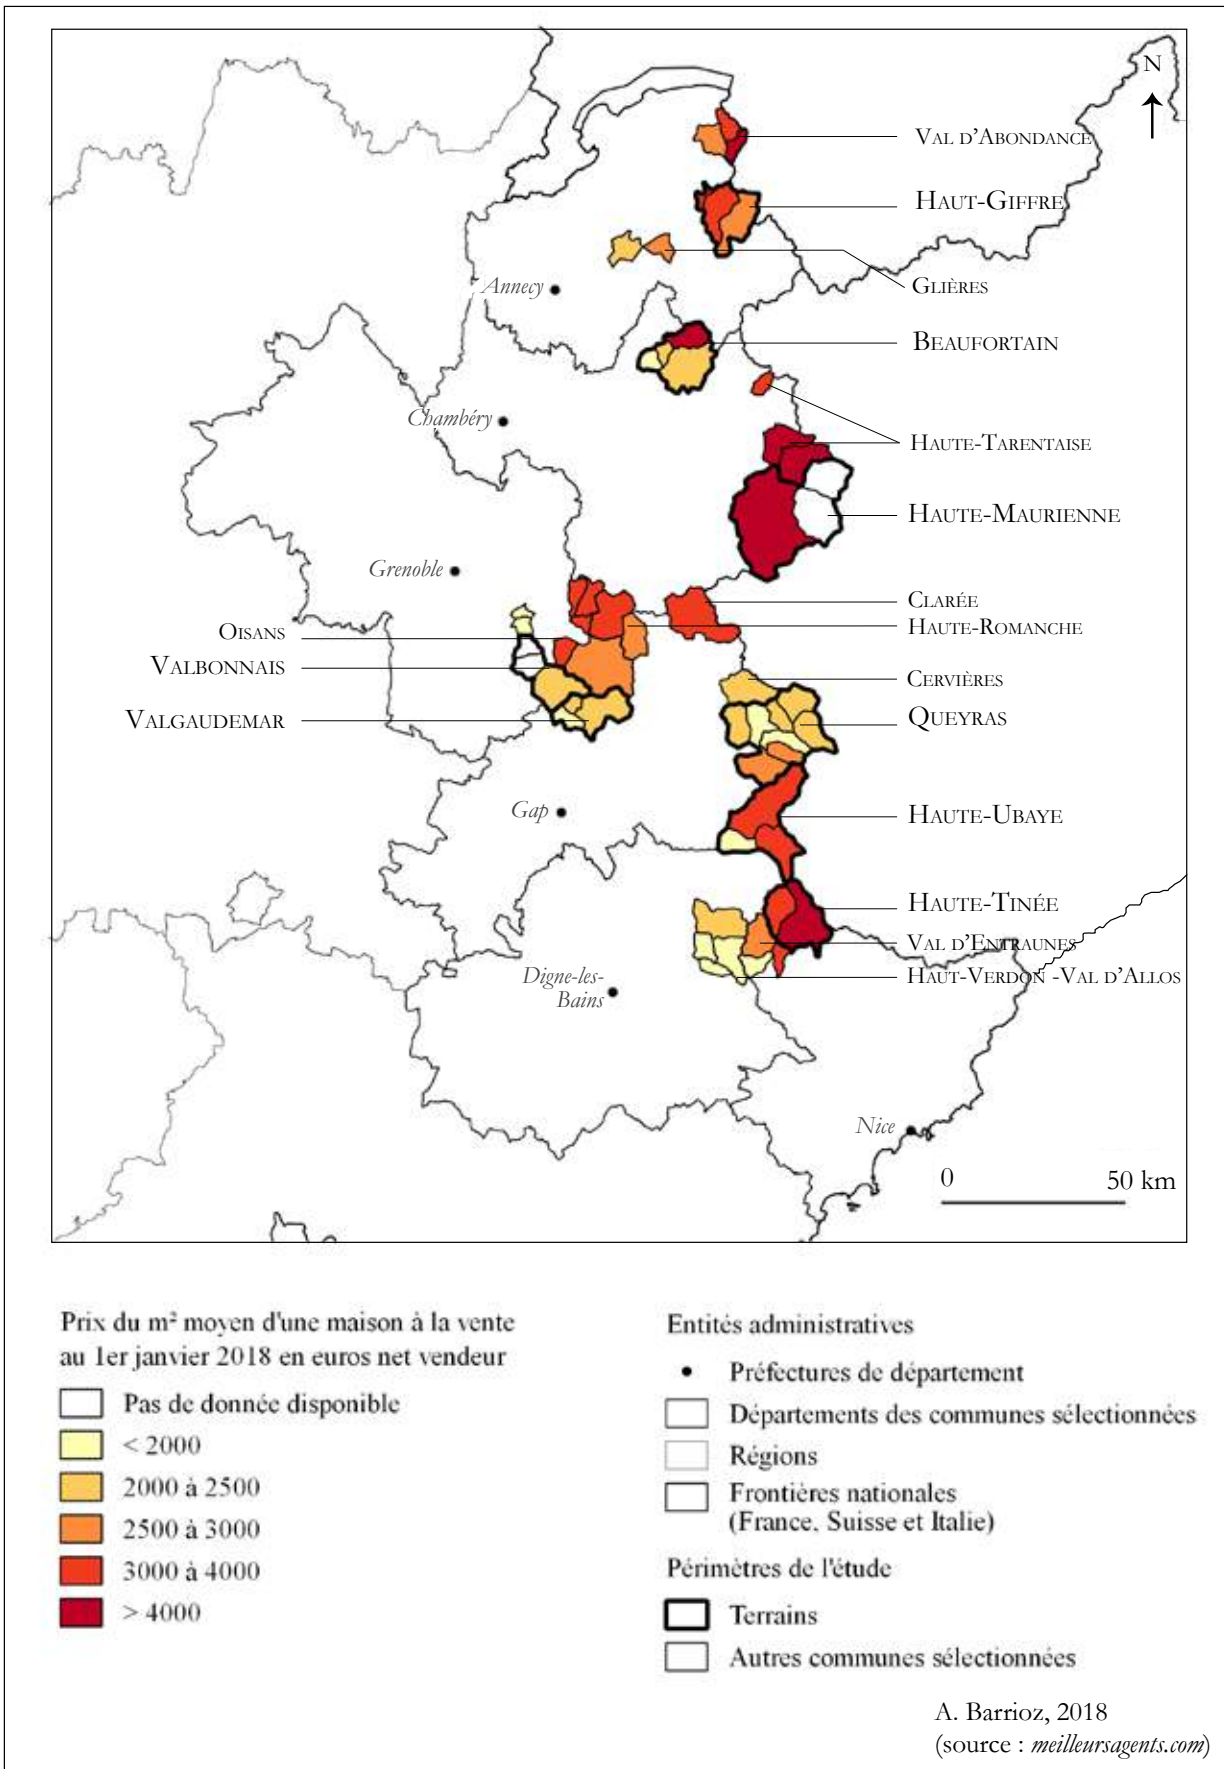 N
VAL D'ABONDANCE
HAUT-GIFFRE
GLIÈRES
Annecy
BEAUFORTAIN
Chambéry
HAUTE-TARENTAISE
HAUTE-MAURIENNE
Grenoble
CLARÉE
HAUTE-ROMANCHE
OISANS
VALBONNAIS
CERVIÈRES
QUEYRAS
VALGAUDEMAR
Gap
HAUTE-UBAYE
HAUTE-TINÉE
VAL D'ENTRAUNES
HAUT-VERDON -VAL D'ALLOS
Digne-les-
Bains
Nice
0 50 km
Prix du m² moyen d'une maison à la vente
au 1er janvier 2018 en euros net vendeur
Pas de donnée disponible
< 2000
2000 à 2500
2500 à 3000
3000 à 4000
> 4000
Entités administratives
Préfectures de département
Départements des communes sélectionnées
Régions
Frontières nationales
(France, Suisse et Italie)
Périmètres de l'étude
Terrains
Autres communes sélectionnées
A. Barrioz, 2018
(source : meilleursagents.com)